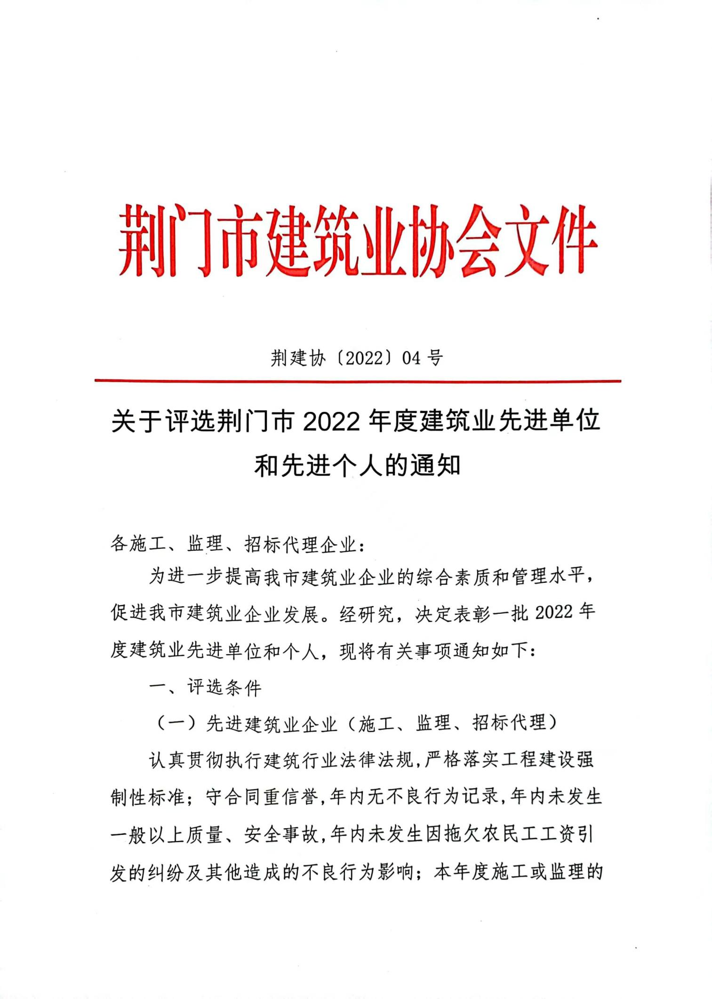 荆门市建筑业协会文件
荆建协〔2022〕04 号
关于评选荆门市 2022 年度建筑业先进单位
和先进个人的通知
各施工、监理、招标代理企业：
为进一步提高我市建筑业企业的综合素质和管理水平，
促进我市建筑业企业发展。经研究，决定表彰一批 2022 年
度建筑业先进单位和个人，现将有关事项通知如下：
一、评选条件
（一）先进建筑业企业（施工、监理、招标代理）
认真贯彻执行建筑行业法律法规,严格落实工程建设强
制性标准；守合同重信誉,年内无不良行为记录,年内未发生
一般以上质量、安全事故,年内未发生因拖欠农民工工资引
发的纠纷及其他造成的不良行为影响；本年度施工或监理的